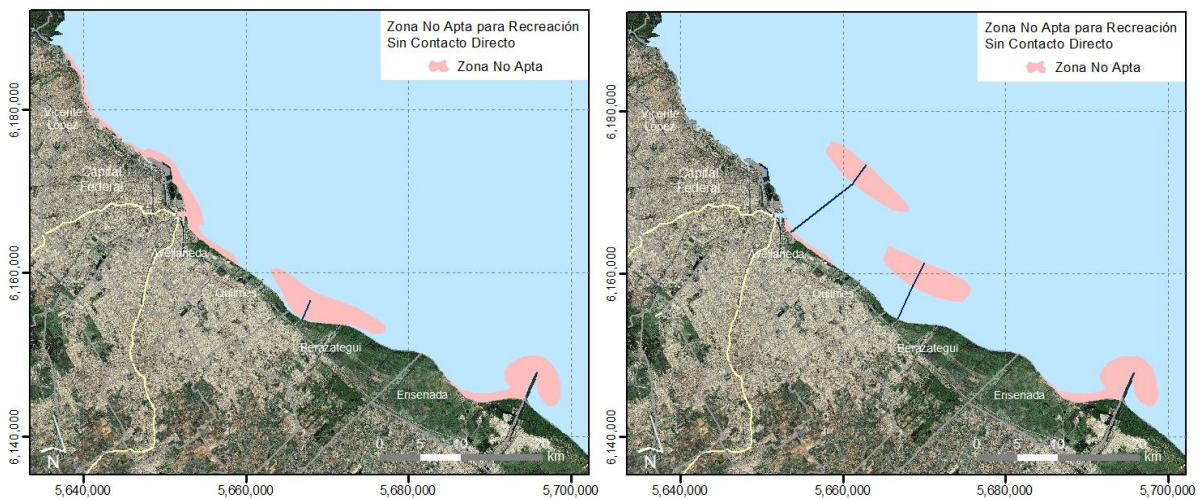 Zona No Apta para Recreación
Sin Contacto Directo
Zona No Apta
6,180,000
6,160,000
6,140,000
Vicente
López
Capital
Federal
Avellaneda
Quilmes
Berazategui
Ensenada
0 5 10
km
N
5,640,000 5,660,000 5,680,000 5,700,000
Zona No Apta para Recreación
Sin Contacto Directo
Zona No Apta
6,180,000
6,160,000
6,140,000
Vicente
López
Capital
Federal
Avellaneda
Quilmes
Berazategui
Ensenada
0 5 10
km
N
5,640,000 5,660,000 5,680,000 5,700,000